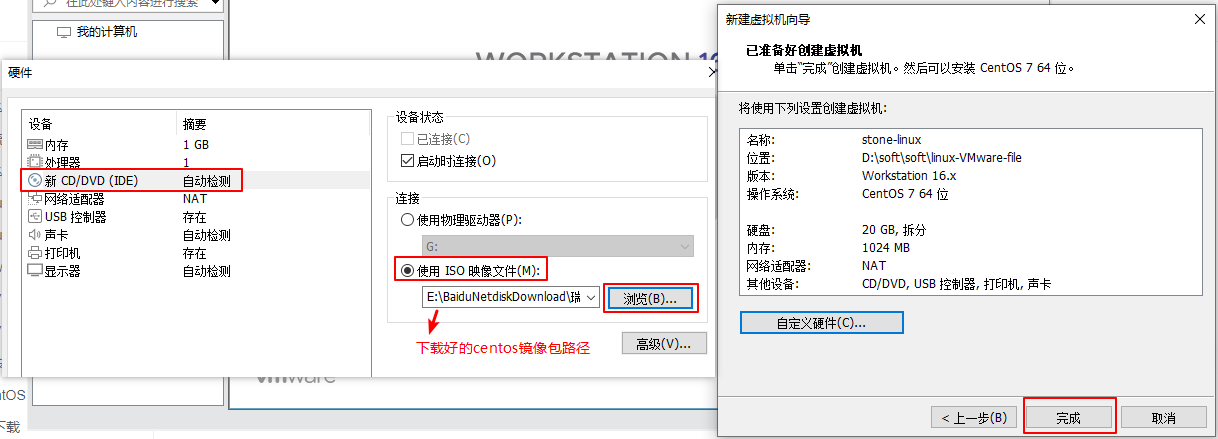 在此处键入内容进行搜索
我的计算机
WORKSTATION 16
硬件
设备 摘要
内存 1 GB
处理器 1
新 CD/DVD (IDE) 自动检测
网络适配器 NAT
USB 控制器 存在
声卡 自动检测
打印机 存在
显示器 自动检测
设备状态
已连接(C)
启动时连接(O)
连接
使用物理驱动器(P):
G:
使用 ISO 映像文件(M):
E:\BaiduNetdiskDownload\瑞
浏览(B)...
下载好的centos镜像包路径
高级(V)...
vmware
tOS
下载
新建虚拟机向导
已准备好创建虚拟机
单击"完成"创建虚拟机。然后可以安装 CentOS 7 64 位。
将使用下列设置创建虚拟机:
名称: stone-linux
位置: D:\soft\soft\linux-VMware-file
版本: Workstation 16.x
操作系统: CentOS 7 64 位
硬盘: 20 GB, 拆分
内存: 1024 MB
网络适配器: NAT
其他设备: CD/DVD, USB 控制器, 打印机, 声卡
自定义硬件(C)...
< 上一步(B)
完成
取消